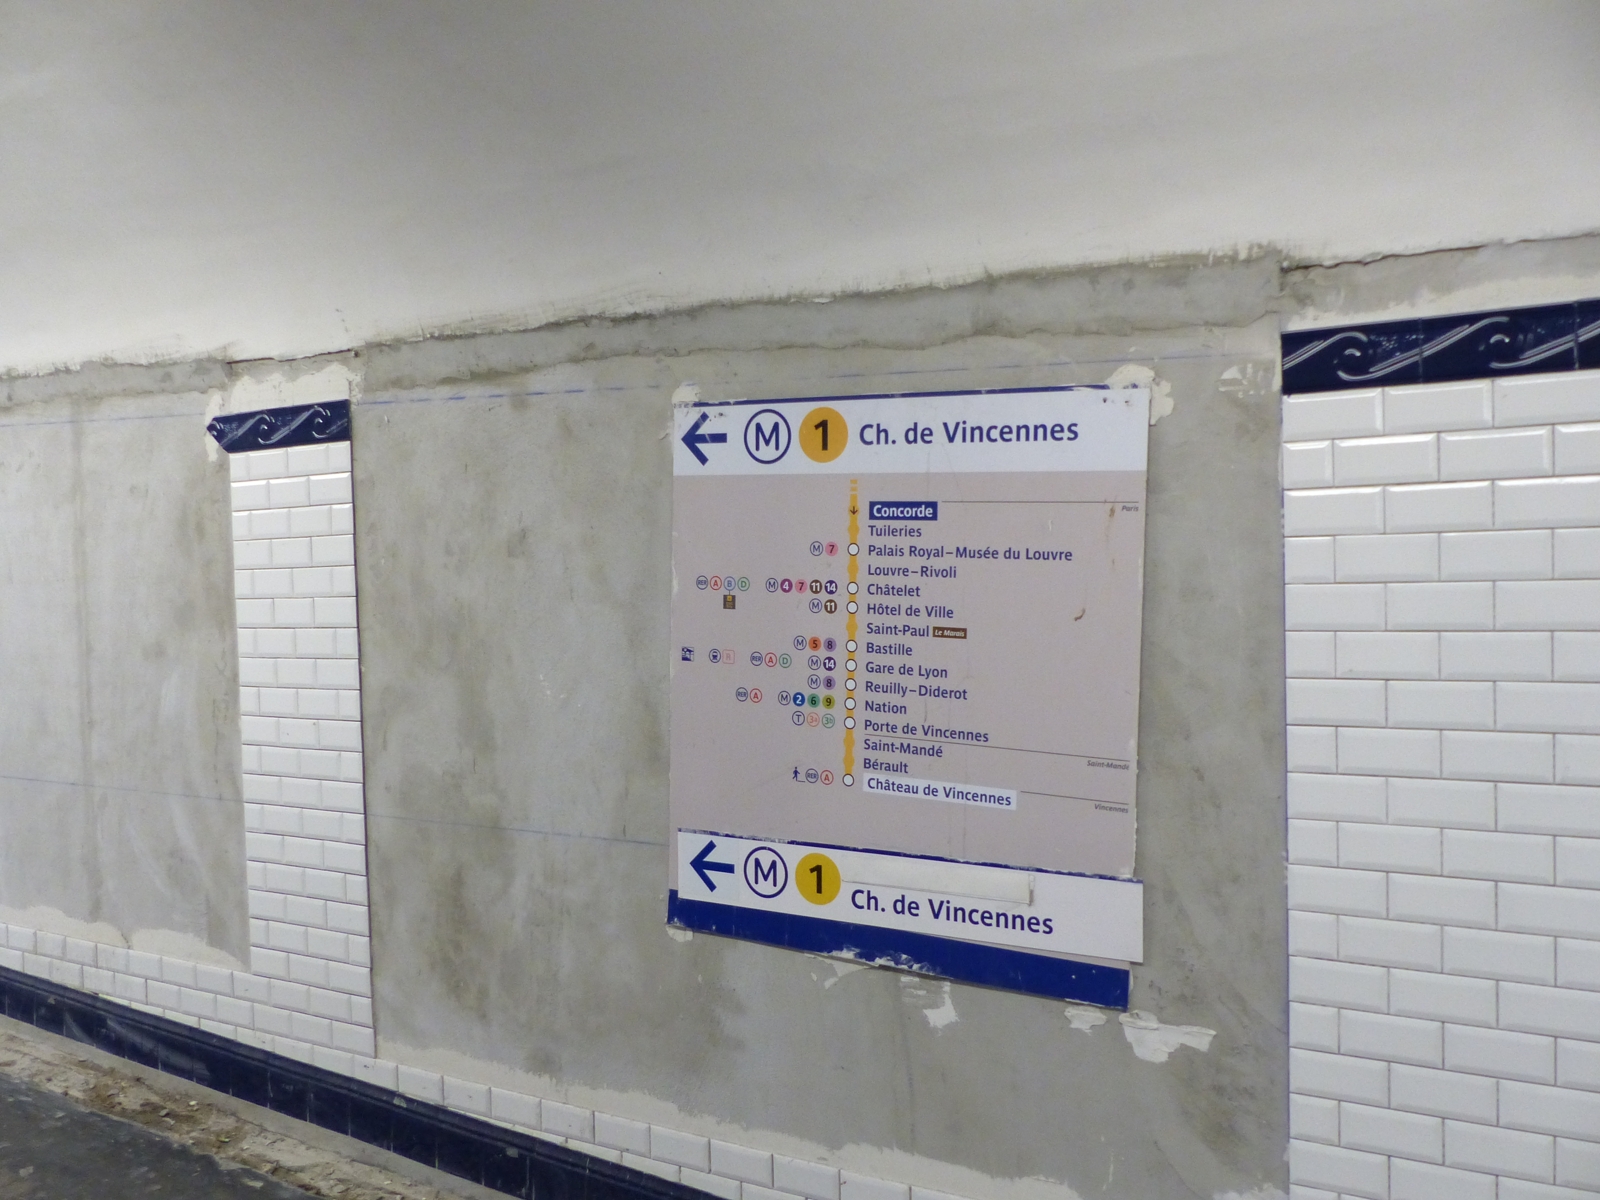 M 1 Ch. de Vincennes
Concorde
Paris
Tuileries
M 7 Palais Royal–Musée du Louvre
Louvre–Rivoli
RER A B D M 4 7 11 14 Châtelet
M 11 Hôtel de Ville
Saint-Paul Le Marais
M 5 8 Bastille
RER A D M 14 Gare de Lyon
M 8 Reuilly–Diderot
RER A M 2 6 9 Nation
T 3a 3b Porte de Vincennes
Saint-Mandé
Saint-Mandé
Bérault
RER A Château de Vincennes
Vincennes
M 1 Ch. de Vincennes